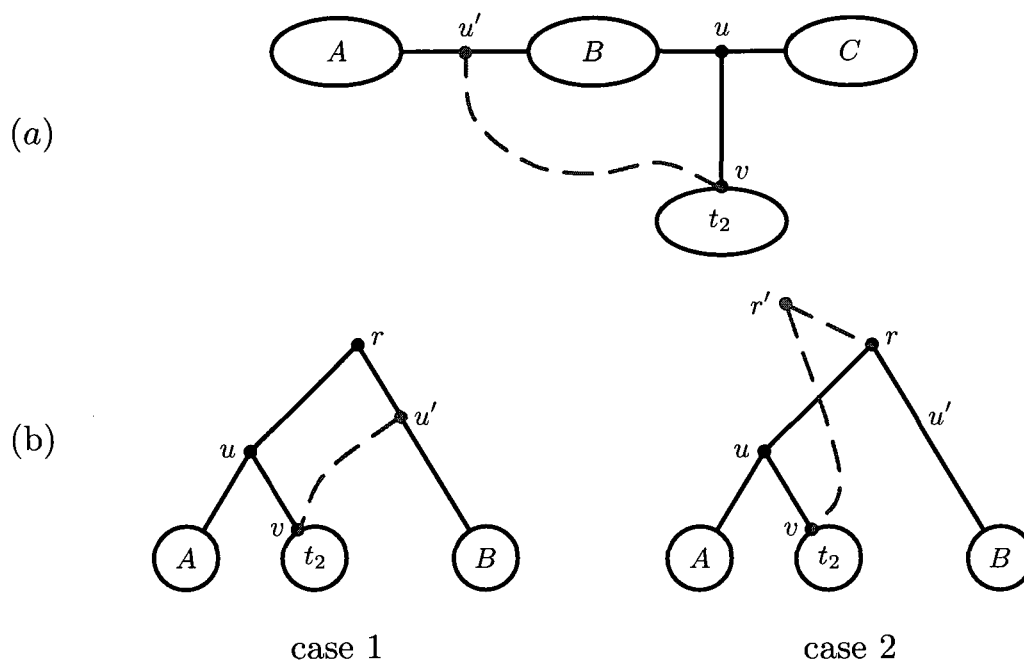 u′ u
A B C
(a)
v
t₂
r′
r r
(b) u′ u′
u u
v v
A t₂ B A t₂ B
case 1 case 2